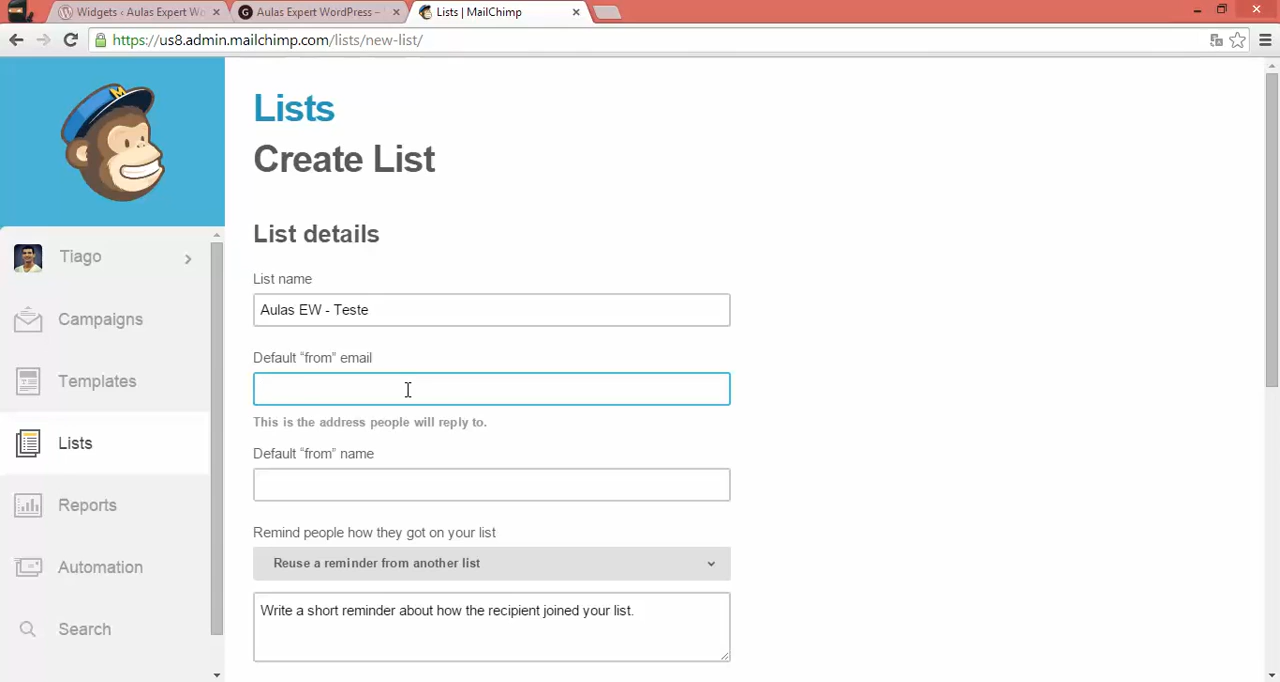 Widgets ‹ Aulas Expert Wo
Aulas Expert WordPress –
Lists | MailChimp
https://us8.admin.mailchimp.com/lists/new-list/
M
Lists
Create List
List details
List name
Aulas EW - Teste
Default “from” email
This is the address people will reply to.
Default “from” name
Remind people how they got on your list
Reuse a reminder from another list
Write a short reminder about how the recipient joined your list.
Tiago
Campaigns
Templates
Lists
Reports
Automation
Search